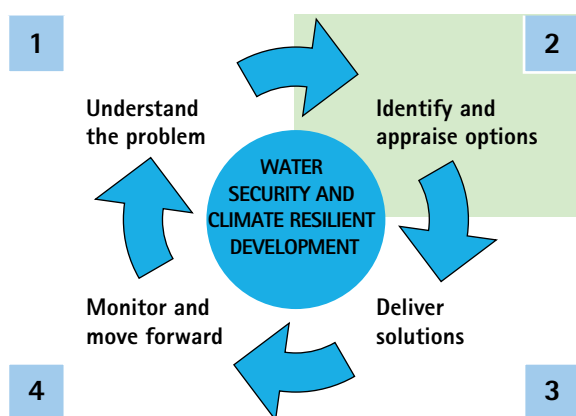 1
2
Understand
the problem
Identify and
appraise options
WATER
SECURITY AND
CLIMATE RESILIENT
DEVELOPMENT
Monitor and
move forward
Deliver
solutions
4
3